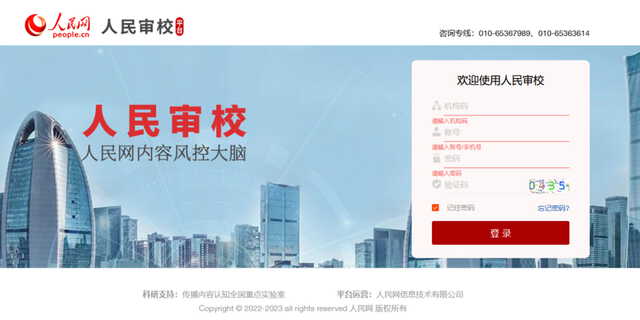 人民网
people.cn
人民审校 平台
咨询专线：010-65367989、010-65363614
人民审校
人民网内容风控大脑
欢迎使用人民审校
机构码
请输入机构码
账号
请输入账号/手机号
密码
请输入密码
验证码
0435
记住密码
忘记密码?
登 录
科研支持：传播内容认知全国重点实验室
平台运营：人民网信息技术有限公司
Copyright © 2022-2023 all rights reserved 人民网 版权所有